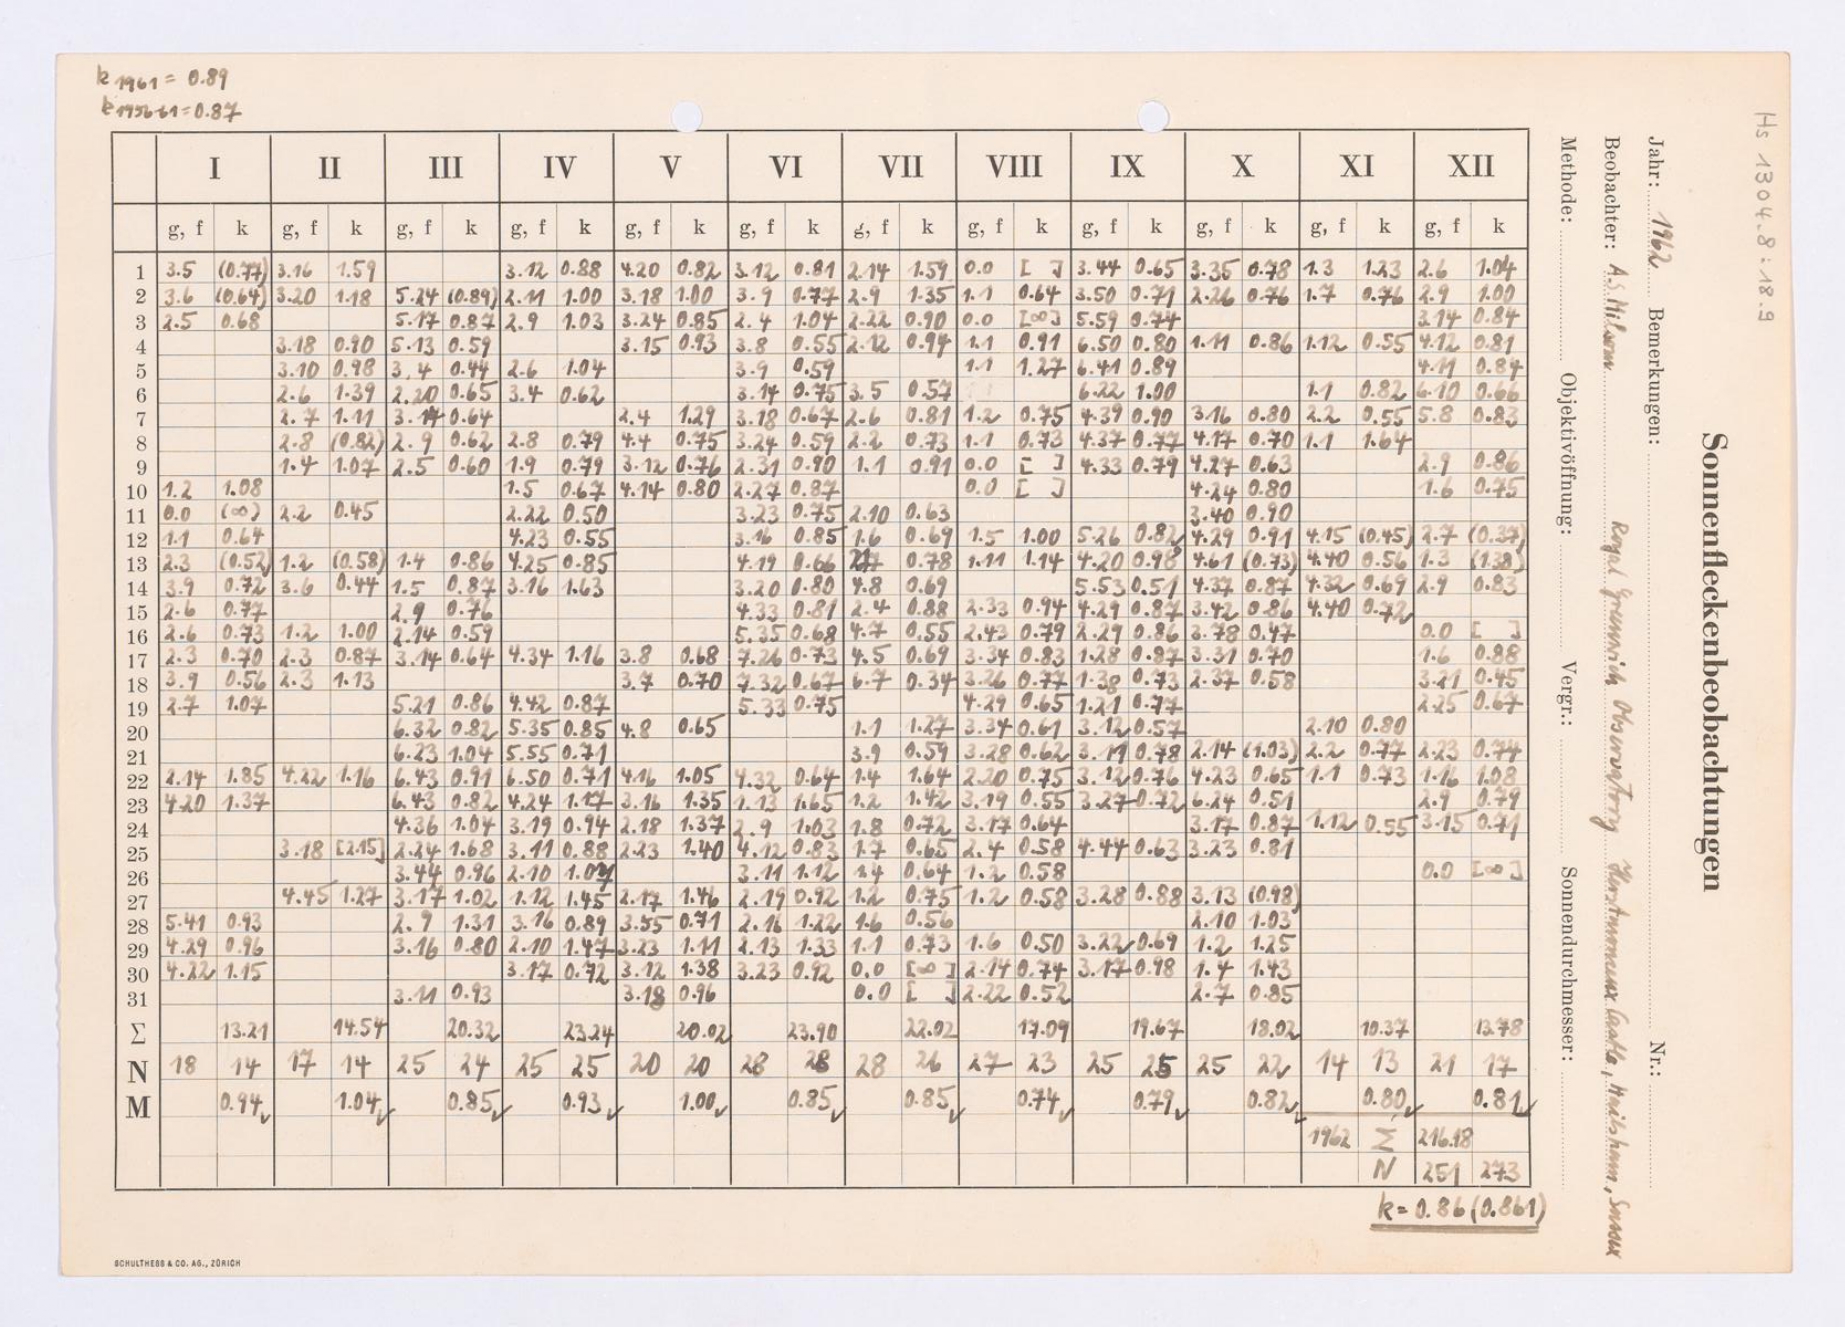 k 1961 = 0.89
k 1956-61 = 0.87
I II III IV V VI VII VIII IX X XI XII
g, f k g, f k g, f k g, f k g, f k g, f k g, f k g, f k g, f k g, f k g, f k g, f k
1 3.5 (0.77) 3.16 1.59 3.12 0.88 4.20 0.82 3.12 0.81 2.14 1.59 0.0 [ ] 3.44 0.65 3.35 0.78 1.3 1.23 2.6 1.04
2 3.6 (0.64) 3.20 1.18 5.24 (0.89) 2.11 1.00 3.18 1.00 3.9 0.77 2.9 1.35 1.1 0.64 3.50 0.71 2.26 0.76 1.7 0.76 2.9 1.00
3 2.5 0.68 5.17 0.87 2.9 1.03 3.24 0.85 2.4 1.04 2.22 0.90 0.0 [∞] 5.59 0.74 3.14 0.84
4 3.18 0.90 5.13 0.59 3.15 0.93 3.8 0.55 2.12 0.94 1.1 0.91 6.50 0.80 1.11 0.86 1.12 0.55 4.12 0.81
5 3.10 0.98 3.4 0.44 2.6 1.04 3.9 0.59 1.1 1.27 6.41 0.89 4.11 0.84
6 2.6 1.39 2.20 0.65 3.4 0.62 3.14 0.75 3.5 0.57 6.22 1.00 1.1 0.82 6.10 0.66
7 2.7 1.11 3.14 0.64 2.4 1.29 3.18 0.67 2.6 0.81 1.2 0.75 4.39 0.90 3.16 0.80 2.2 0.55 5.8 0.83
8 2.8 (0.82) 2.9 0.62 2.8 0.79 4.4 0.75 3.24 0.59 2.2 0.73 1.1 0.73 4.37 0.77 4.17 0.70 1.1 1.64
9 1.4 1.07 2.5 0.60 1.9 0.79 3.12 0.76 2.31 0.90 1.1 0.91 0.0 [ ] 4.33 0.79 4.27 0.63 2.9 0.86
10 1.2 1.08 1.5 0.67 4.14 0.80 2.27 0.87 0.0 [ ] 4.24 0.80 1.6 0.75
11 0.0 (∞) 2.2 0.45 2.22 0.50 3.23 0.75 2.10 0.63 3.40 0.90
12 1.1 0.64 4.23 0.55 3.16 0.85 1.6 0.69 1.5 1.00 5.26 0.82 4.29 0.91 4.15 (0.45) 2.7 (0.37)
13 2.3 (0.52) 1.2 (0.58) 1.4 0.86 4.25 0.85 4.19 0.66 0.78 1.11 1.14 4.20 0.98 4.61 (0.73) 4.40 0.56 1.3 (1.38)
14 3.9 0.72 3.6 0.44 1.5 0.87 3.16 1.63 3.20 0.80 4.8 0.69 5.53 0.51 4.37 0.87 4.32 0.69 2.9 0.83
15 2.6 0.77 2.9 0.76 4.33 0.81 2.4 0.88 2.33 0.94 4.29 0.87 3.42 0.86 4.40 0.72
16 2.6 0.73 1.2 1.00 2.14 0.59 5.35 0.68 4.7 0.55 2.43 0.79 2.29 0.86 3.78 0.47 0.0 [ ]
17 2.3 0.70 2.3 0.87 3.14 0.64 4.34 1.16 3.8 0.68 7.26 0.73 4.5 0.69 3.34 0.83 1.28 0.87 3.31 0.70 1.6 0.88
18 3.9 0.56 2.3 1.13 3.7 0.70 7.32 0.67 6.7 0.34 3.26 0.77 1.38 0.73 2.37 0.58 3.21 0.45
19 2.7 1.07 5.21 0.86 4.42 0.87 5.33 0.75 4.29 0.65 1.21 0.77 2.25 0.67
20 6.32 0.82 5.35 0.85 4.8 0.65 1.1 1.27 3.34 0.61 3.12 0.57 2.10 0.80
21 6.23 1.04 5.55 0.71 3.9 0.59 3.28 0.62 3.11 0.78 2.14 (1.03) 2.2 0.77 2.23 0.74
22 2.14 1.85 4.22 1.16 6.43 0.91 6.50 0.71 4.16 1.05 4.32 0.64 1.4 1.64 2.20 0.75 3.12 0.76 4.23 0.65 1.1 0.73 1.16 1.08
23 4.20 1.37 6.43 0.82 4.24 1.17 3.16 1.35 1.13 1.65 1.2 1.42 3.19 0.55 3.27 0.72 6.24 0.51 2.9 0.79
24 4.36 1.04 3.19 0.94 2.18 1.37 2.9 1.03 1.8 0.72 3.17 0.64 3.17 0.87 1.12 0.55 3.15 0.71
25 3.18 [2.15] 2.24 1.68 3.11 0.88 2.23 1.40 4.12 0.83 1.7 0.65 2.4 0.58 4.44 0.63 3.23 0.81
26 3.44 0.96 2.10 3.11 1.12 1.4 0.64 1.2 0.58 0.0 [∞]
27 4.45 1.27 3.17 1.02 1.12 1.45 2.17 1.46 2.19 0.92 1.2 0.75 1.2 0.58 3.28 0.88 3.13 (0.98)
28 5.41 0.93 2.9 1.31 3.16 0.89 3.55 0.71 2.16 1.22 1.6 0.56 2.10 1.03
29 4.29 0.96 3.16 0.80 2.10 1.47 3.23 1.11 2.13 1.33 1.1 0.73 1.6 0.50 3.22 0.69 1.2 1.25
30 4.22 1.15 3.17 0.72 3.12 1.38 3.23 0.92 0.0 [∞] 2.14 0.74 3.17 0.98 1.4 1.43
31 3.11 0.93 3.18 0.96 0.0 [ ] 2.22 0.52 2.7 0.85
Σ 13.21 14.54 20.32 23.24 20.02 23.90 22.02 17.09 19.67 18.02 10.37 13.78
N 18 14 17 14 25 24 25 25 20 20 28 28 28 26 27 23 25 25 25 22 14 13 21 17
M 0.94 1.04 0.85 0.93 1.00 0.85 0.85 0.74 0.79 0.82 0.80 0.81
1962 Σ 216.18
N 251 273
k = 0.86 (0.861)
SCHULTHESS & CO. AG., ZÜRICH
Hs 1304.8:18.9
Sonnenfleckenbeobachtungen
Jahr: 1962 Bemerkungen: Nr.:
Beobachter: A.S. Milsom Royal Greenwich Observatory Herstmonceux Castle, Hailsham, Sussex
Methode: Objektivöffnung: Vergr.: Sonnendurchmesser: